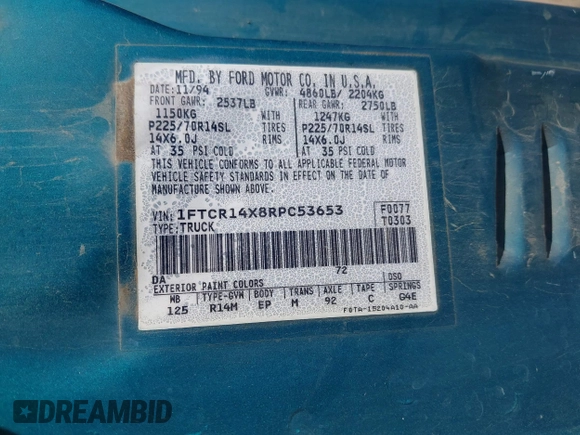 MFD. BY FORD MOTOR CO. IN U.S.A.
DATE: 11/94 GVWR: 4860LB/ 2204KG
FRONT GAWR: 2537LB REAR GAWR: 2750LB
1150KG 1247KG
P225/70R14SL TIRES P225/70R14SL TIRES
14X6.0J RIMS 14X6.0J RIMS
AT 35 PSI COLD AT 35 PSI COLD
THIS VEHICLE CONFORMS TO ALL APPLICABLE FEDERAL MOTOR
VEHICLE SAFETY STANDARDS IN EFFECT ON THE DATE OF
MANUFACTURE SHOWN ABOVE.
VIN: 1FTCR14X8RPC53653 F0077
TYPE: TRUCK T0303
72
DA DSO
EXTERIOR PAINT COLORS
WB TYPE-GVW BODY TRANS AXLE TAPE SPRINGS
125 R14M EP M 92 C G4E
F0TA-15204A10-AA
DREAMBID